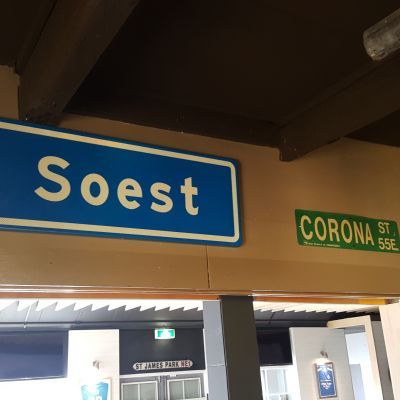 Soest
CORONA ST
55E
ST JAMES PARK NE1